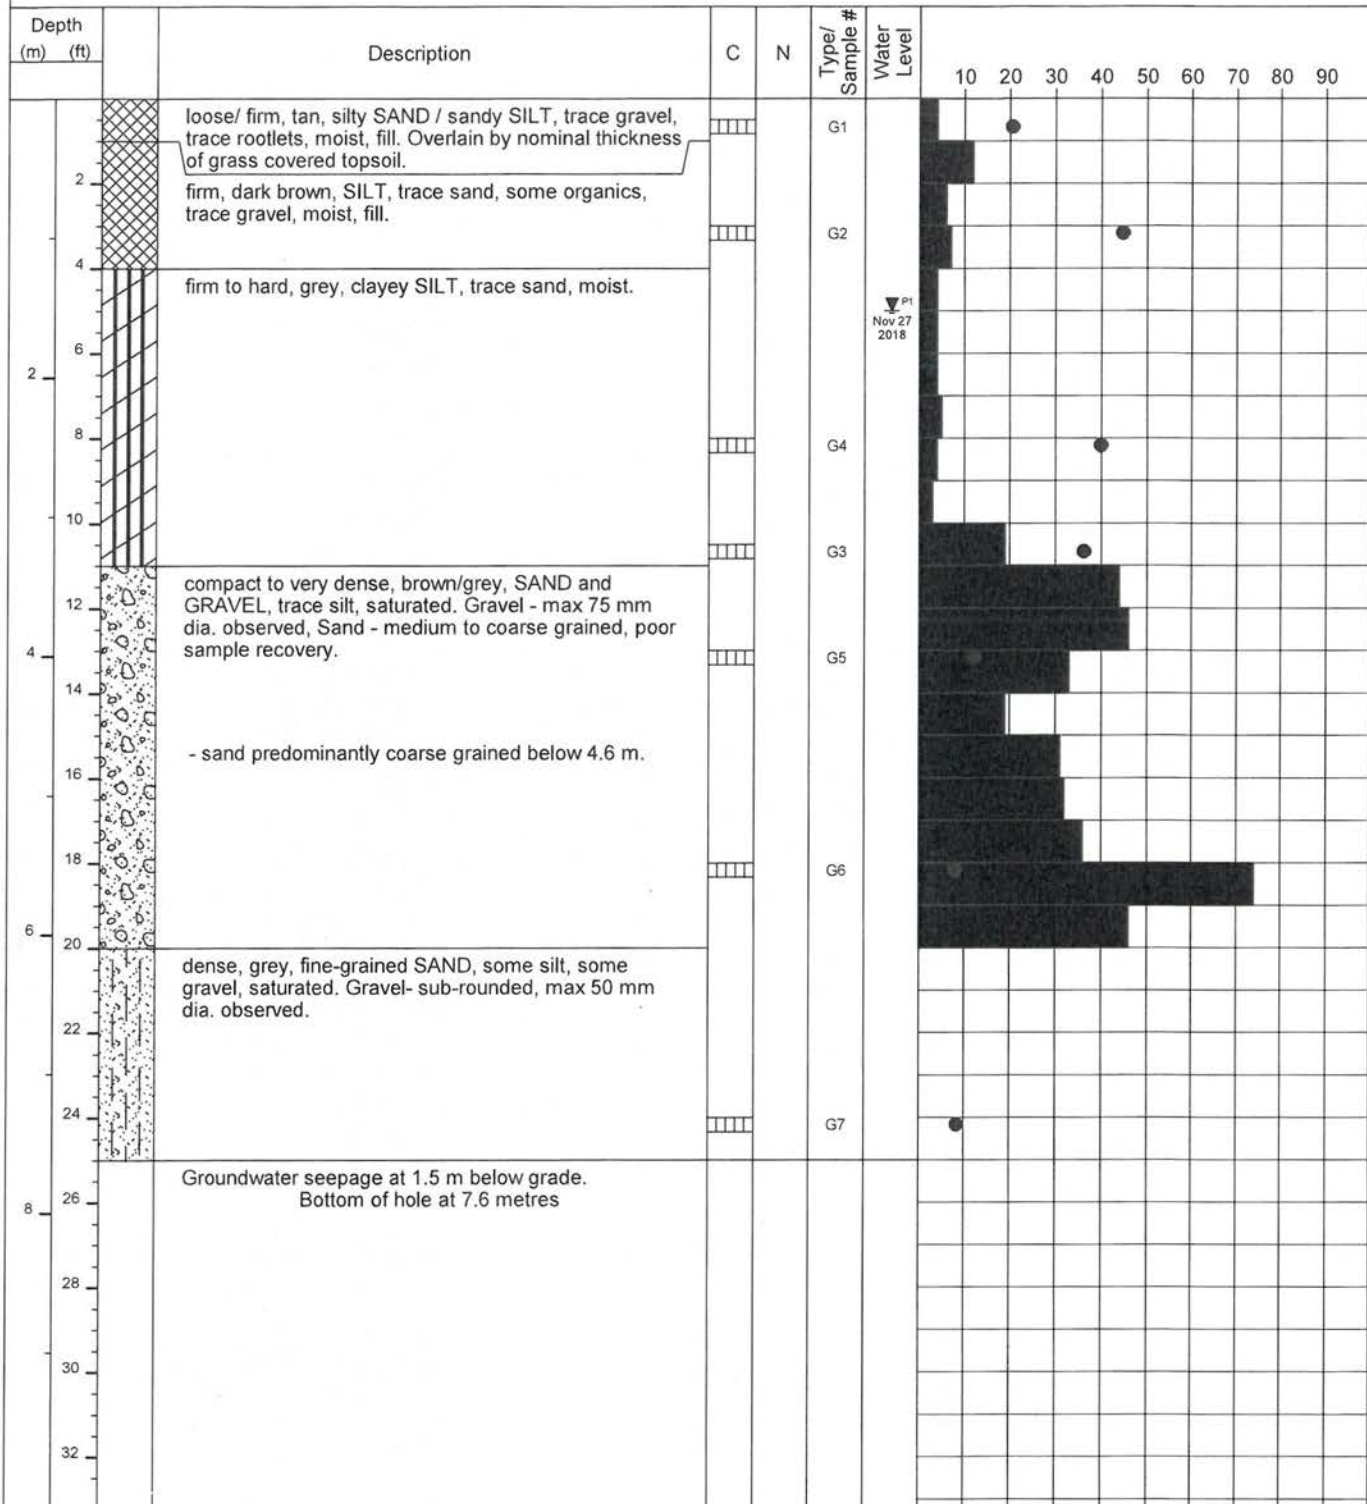 Depth
(m) (ft)
Description
C
N
Type/
Sample #
Water
Level
10 20 30 40 50 60 70 80 90
loose/ firm, tan, silty SAND / sandy SILT, trace gravel,
trace rootlets, moist, fill. Overlain by nominal thickness
of grass covered topsoil.
G1
2
firm, dark brown, SILT, trace sand, some organics,
trace gravel, moist, fill.
G2
4
firm to hard, grey, clayey SILT, trace sand, moist.
P1
Nov 27
2018
6
2
8
G4
10
G3
compact to very dense, brown/grey, SAND and
GRAVEL, trace silt, saturated. Gravel - max 75 mm
dia. observed, Sand - medium to coarse grained, poor
sample recovery.
12
4
G5
14
- sand predominantly coarse grained below 4.6 m.
16
18
G6
6
20
dense, grey, fine-grained SAND, some silt, some
gravel, saturated. Gravel- sub-rounded, max 50 mm
dia. observed.
22
24
G7
Groundwater seepage at 1.5 m below grade.
Bottom of hole at 7.6 metres
26
8
28
30
32